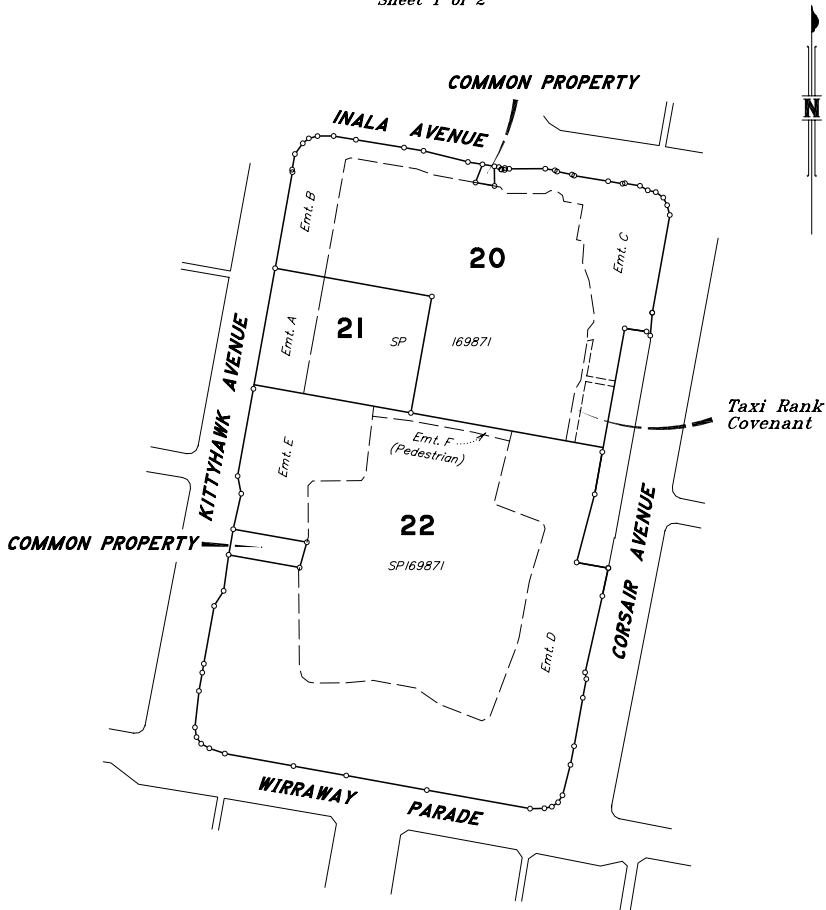 Sheet 1 of 2
COMMON PROPERTY
N
INALA AVENUE
Emt. B
20
Emt. C
Emt. A
21
SP 169871
KITTYHAWK AVENUE
Taxi Rank
Covenant
Emt. F
(Pedestrian)
Emt. E
22
COMMON PROPERTY
SP169871
CORSAIR AVENUE
Emt. D
WIRRAWAY PARADE